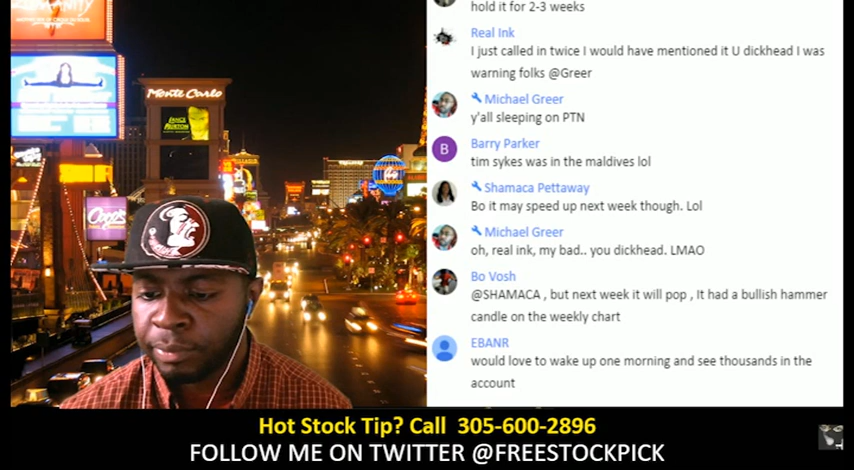 Monte Carlo
LANCE
BURTON
hold it for 2-3 weeks
Real Ink
I just called in twice I would have mentioned it U dickhead I was
warning folks @Greer
Michael Greer
y'all sleeping on PTN
B
Barry Parker
tim sykes was in the maldives lol
Shamaca Pettaway
Bo it may speed up next week though. Lol
Michael Greer
oh, real ink, my bad.. you dickhead. LMAO
Bo Vosh
@SHAMACA , but next week it will pop , It had a bullish hammer
candle on the weekly chart
EBANR
would love to wake up one morning and see thousands in the
account
Hot Stock Tip? Call 305-600-2896
FOLLOW ME ON TWITTER @FREESTOCKPICK